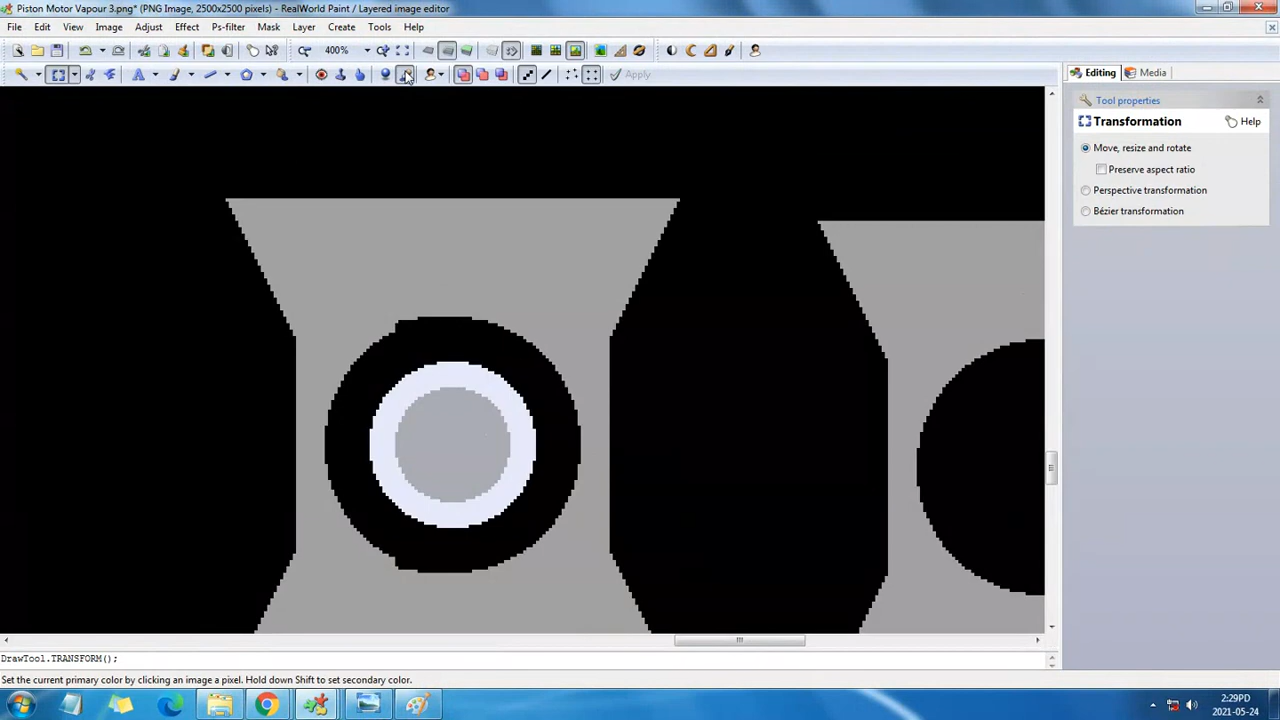 Piston Motor Vapour 3.png* (PNG Image, 2500x2500 pixels) - RealWorld Paint / Layered image editor
File Edit View Image Adjust Effect Ps-filter Mask Layer Create Tools Help
400%
Apply
Editing Media
Tool properties
Transformation Help
Move, resize and rotate
Preserve aspect ratio
Perspective transformation
Bézier transformation
DrawTool.TRANSFORM();
Set the current primary color by clicking an image a pixel. Hold down Shift to set secondary color.
2:29PD
2021-05-24